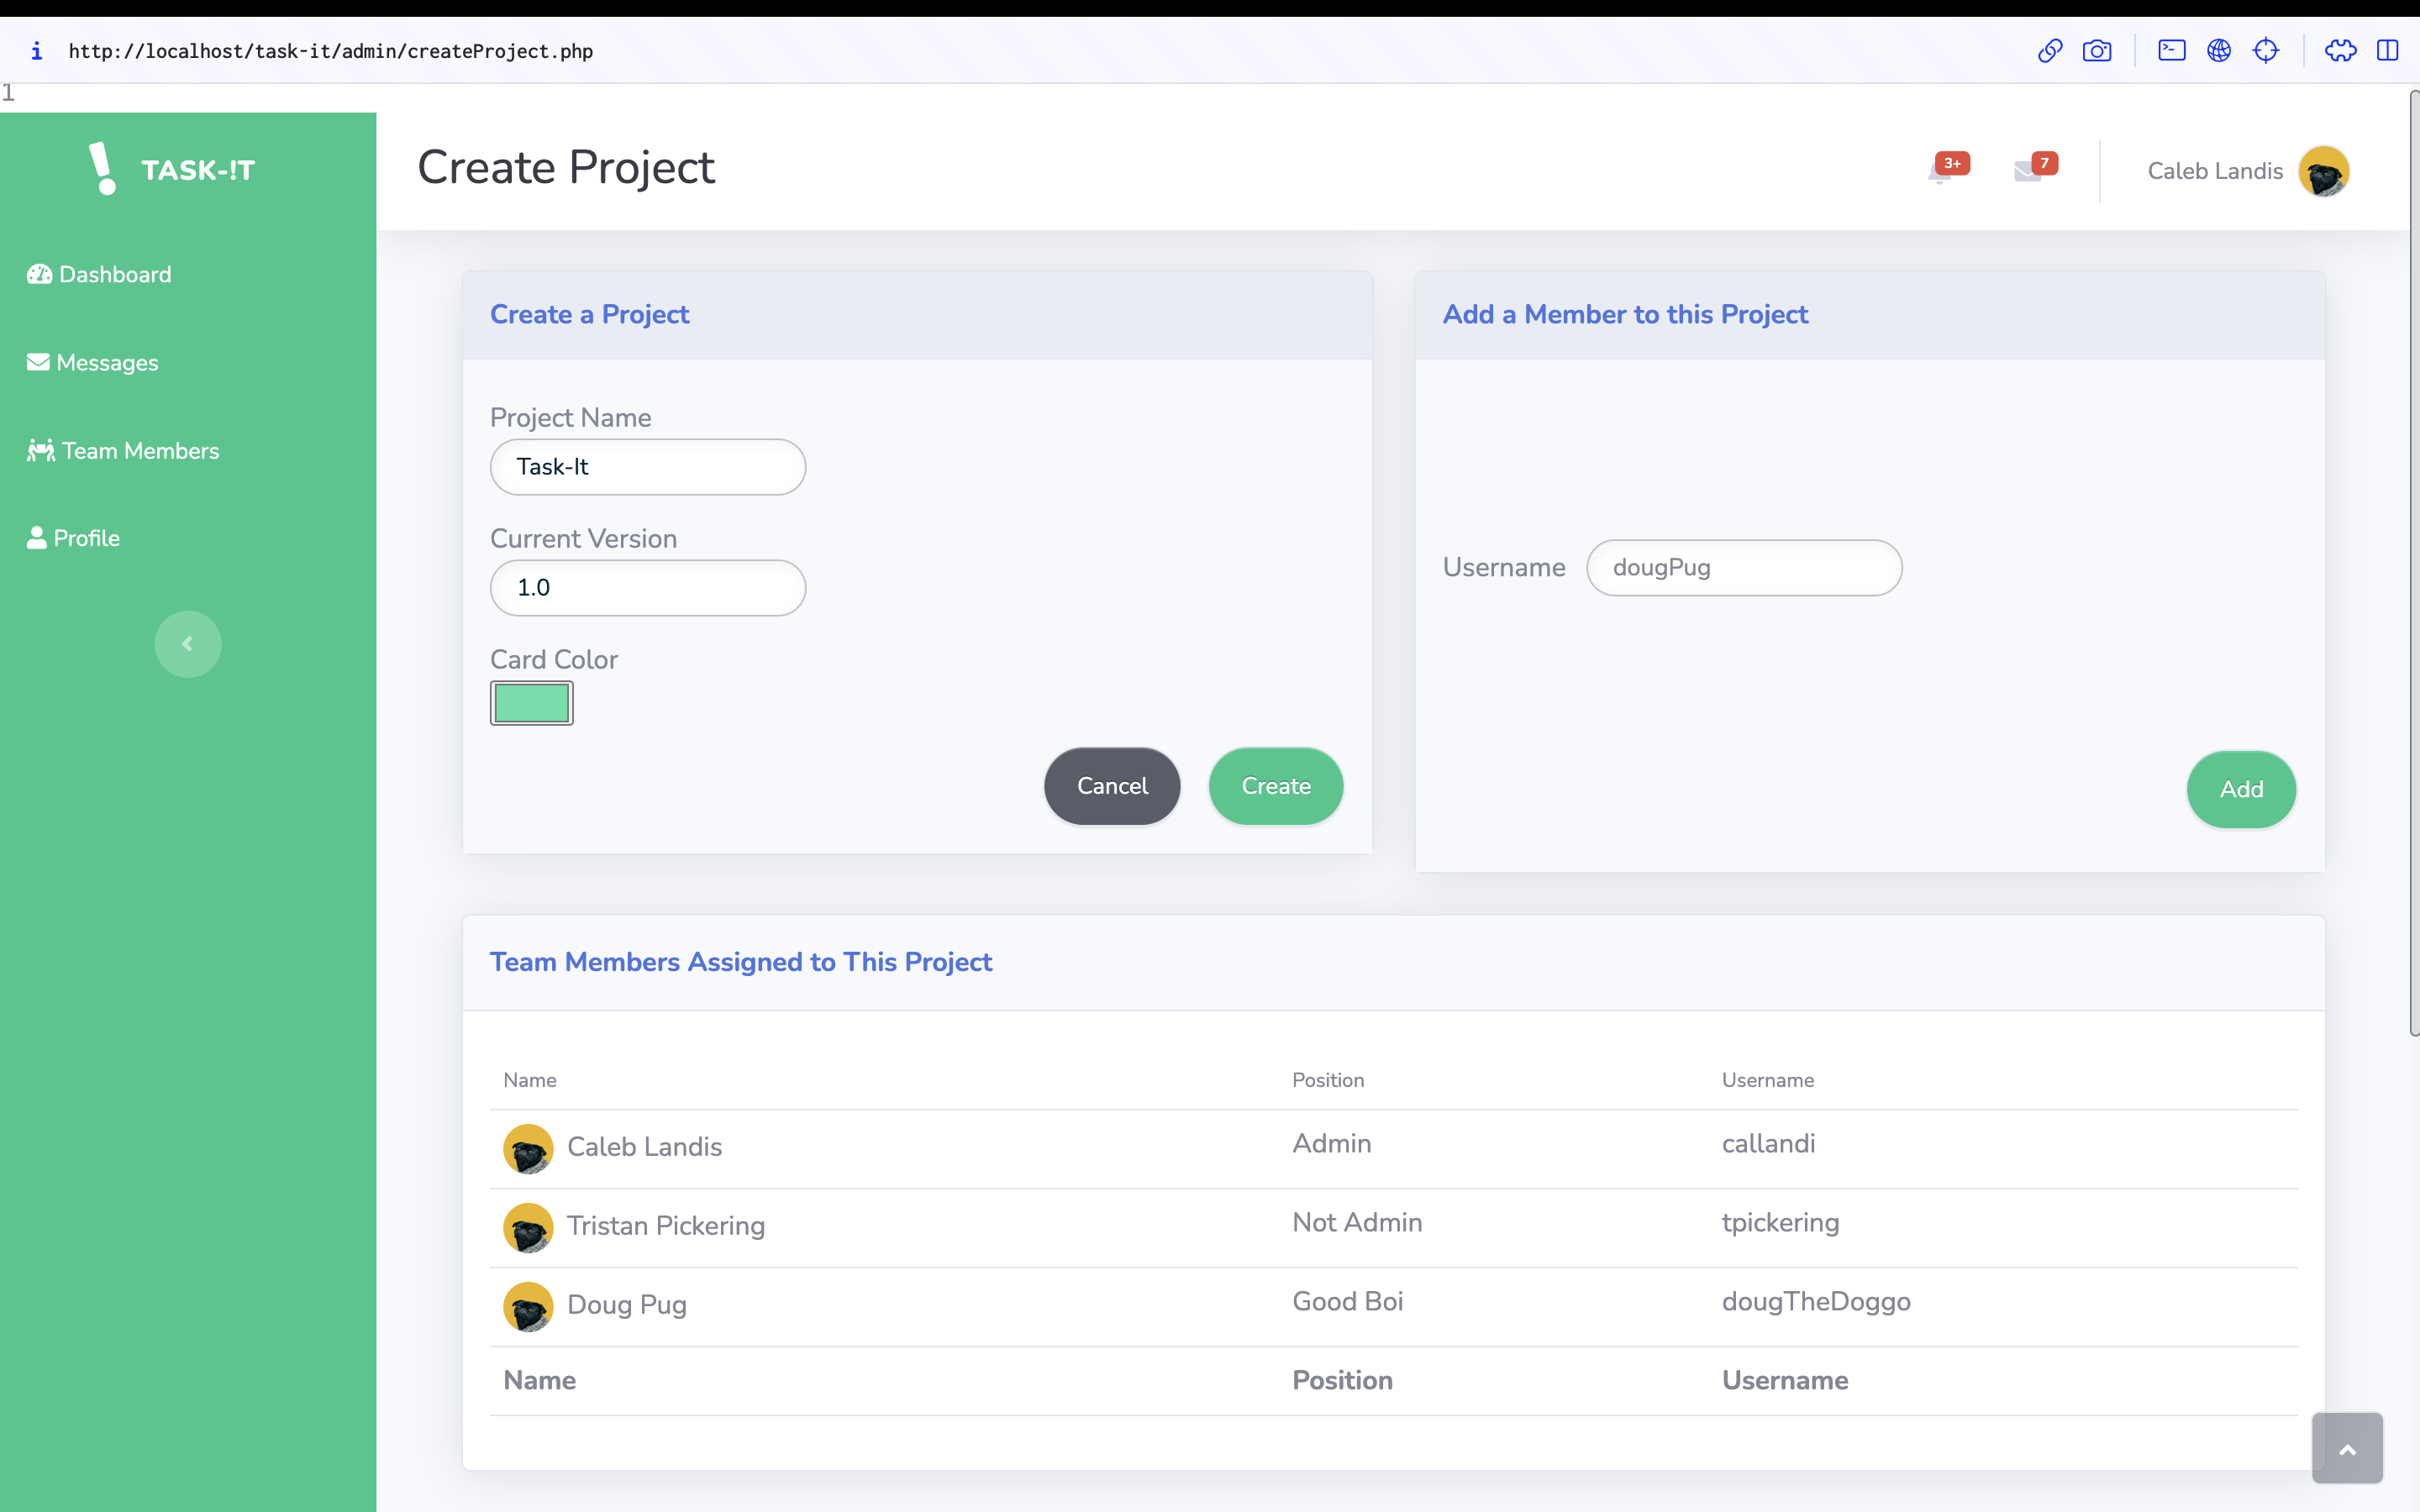 i http://localhost/task-it/admin/createProject.php
1
TASK-!T
Create Project
3+
7
Caleb Landis
Dashboard
Messages
Team Members
Profile
Create a Project
Project Name
Task-It
Current Version
1.0
Card Color
Cancel
Create
Add a Member to this Project
Username dougPug
Add
Team Members Assigned to This Project
Name Position Username
Caleb Landis Admin callandi
Tristan Pickering Not Admin tpickering
Doug Pug Good Boi dougTheDoggo
Name Position Username